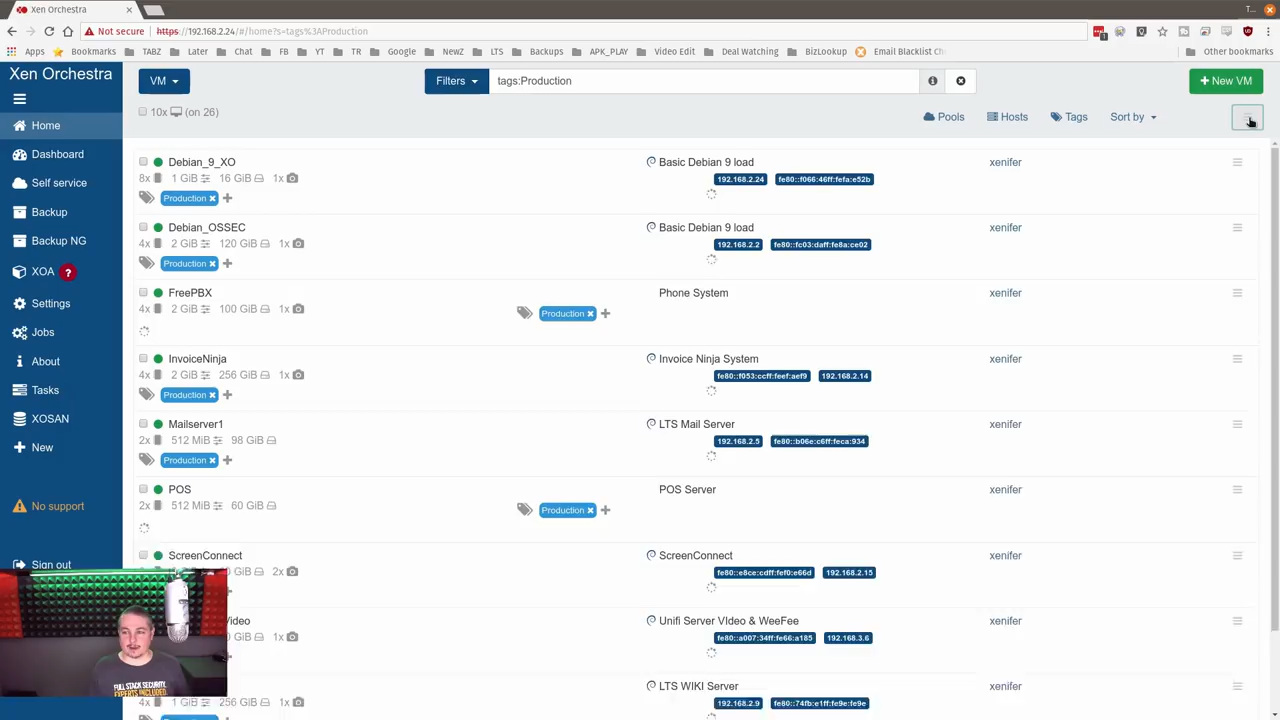 Xen Orchestra
T...
Not secure
https://192.168.2.24/#/home?s=tags%3AProduction
Apps Bookmarks TABZ Later Chat FB YT TR Google NewZ LTS Backups APK_PLAY Video Edit Deal Watching BizLookup Email Blacklist Ch Other bookmarks
Xen Orchestra
VM
Filters
tags:Production
New VM
10x (on 26)
Pools Hosts Tags Sort by
Home
Dashboard
Self service
Backup
Backup NG
XOA ?
Settings
Jobs
About
Tasks
XOSAN
New
No support
Sign out
Debian_9_XO Basic Debian 9 load xenifer
8x 1 GiB 16 GiB 1x 192.168.2.24 fe80::f066:46ff:fefa:e52b
Production
Debian_OSSEC Basic Debian 9 load xenifer
4x 2 GiB 120 GiB 1x 192.168.2.2 fe80::fc03:daff:fe8a:ce02
Production
FreePBX Phone System xenifer
4x 2 GiB 100 GiB 1x Production
InvoiceNinja Invoice Ninja System xenifer
4x 2 GiB 256 GiB 1x fe80::f053:ccff:feef:aef9 192.168.2.14
Production
Mailserver1 LTS Mail Server xenifer
2x 512 MiB 98 GiB 192.168.2.5 fe80::b06e:c6ff:feca:934
Production
POS POS Server xenifer
2x 512 MiB 60 GiB Production
ScreenConnect ScreenConnect xenifer
GiB 2x fe80::e8ce:cdff:fef0:e66d 192.168.2.15
Video Unifi Server VIdeo & WeeFee xenifer
GiB 1x fe80::a007:34ff:fe66:a185 192.168.3.6
LTS WIKI Server xenifer
4x 1 GiB 256 GiB 1x 192.168.2.9 fe80::74fb:e1ff:fe9e:fe9e
FULL STACK SECURITY.
EXPERTS INCLUDED.